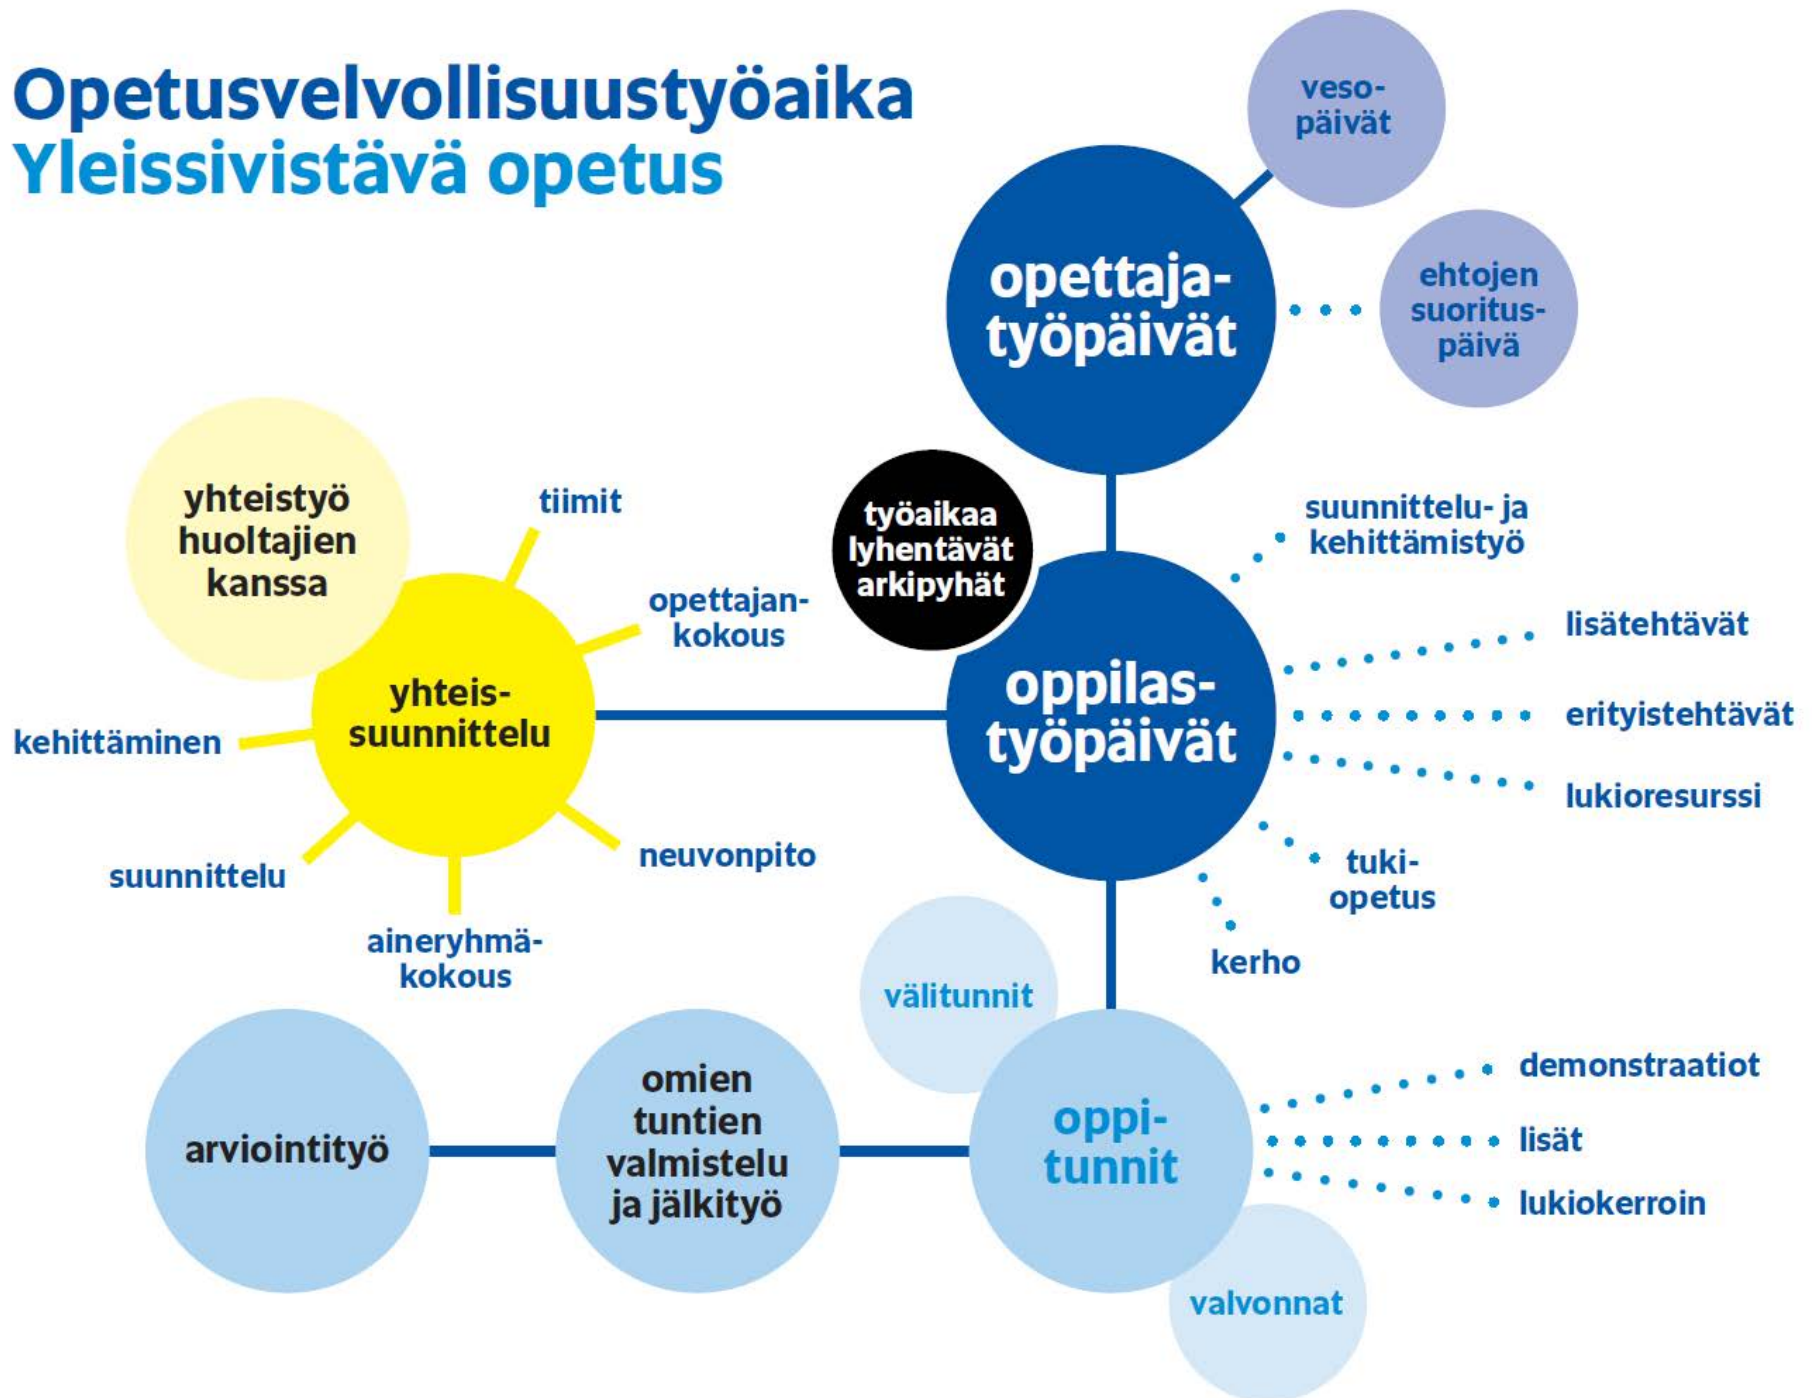 Opetusvelvollisuustyöaika
Yleissivistävä opetus
veso-
päivät
opettaja-
työpäivät
ehtojen
suoritus-
päivä
yhteistyö
huoltajien
kanssa
tiimit
työaikaa
lyhentävät
arkipyhät
suunnittelu- ja
kehittämistyö
opettajan-
kokous
lisätehtävät
yhteis-
suunnittelu
oppilas-
työpäivät
erityistehtävät
kehittäminen
lukioresurssi
suunnittelu
neuvonpito
tuki-
opetus
aineryhmä-
kokous
kerho
välitunnit
arviointityö
omien
tuntien
valmistelu
ja jälkityö
oppi-
tunnit
demonstraatiot
lisät
lukiokerroin
valvonnat